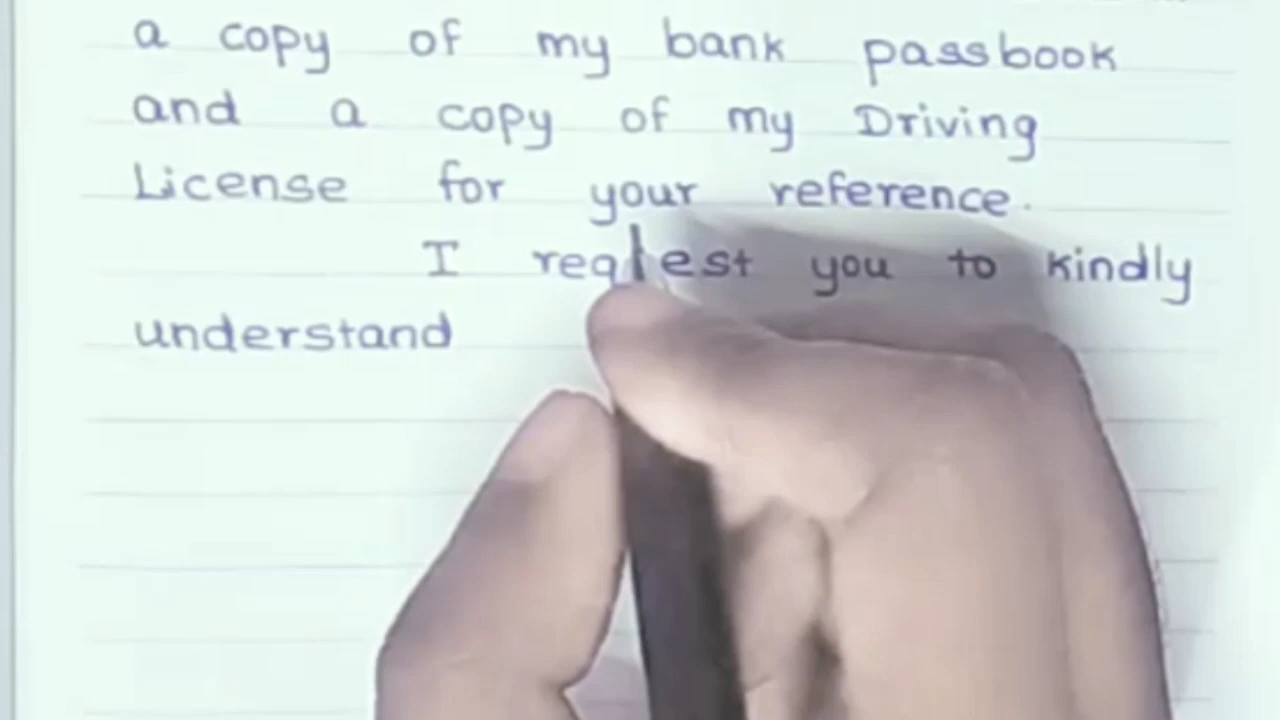 a copy of my bank passbook
and a copy of my Driving
License for your reference.
I request you to kindly
understand